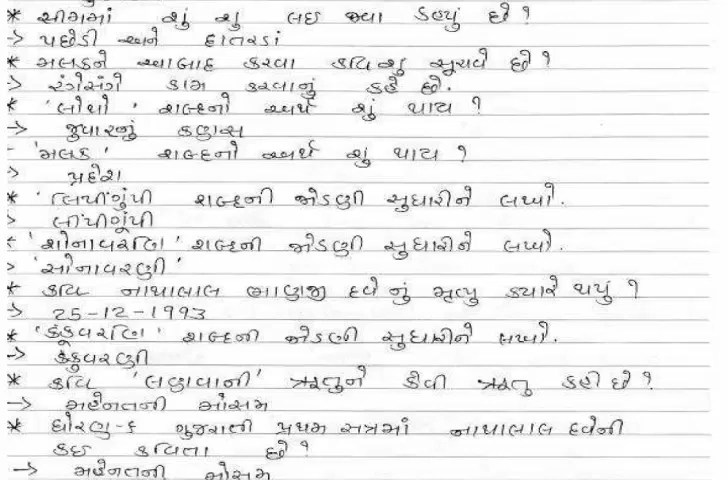 * સીમમાં શું શું લઇ જવા કહ્યું છે ?
-> પછેડી અને દાતરડાં
* મલકને આબાદ કરવા કવિ શું સૂચવે છે ?
-> રંગેસંગે કામ કરવાનું કહે છે.
* 'લોથો' શબ્દનો અર્થ શું થાય ?
-> જુવારનું કણસ
- 'મલક' શબ્દનો અર્થ શું થાય ?
> પ્રદેશ
* 'લિપીંગુંપી શબ્દની જોડણી સુધારીને લખો.
> લીંપીગૂંપી
* 'શોનાવરણિ' શબ્દની જોડણી સુધારીને લખો.
> 'સોનાવરણી'
* કવિ નાથાલાલ ભાણજી દવેનું મૃત્યુ ક્યારે થયું ?
-> 25-12-1993
* 'કંકૂવરણિ' શબ્દની જોડણી સુધારીને લખો.
-> કંકુવરણી
* કવિ 'લણવાની' ઋતુને કેવી ઋતુ કહી છે ?
-> મહેનતની મોસમ
* ધોરણ-૬ ગુજરાતી પ્રથમ સત્રમાં નાથાલાલ દવેની
કઇ કવિતા છે ?
-> મહેનતની મોસમ